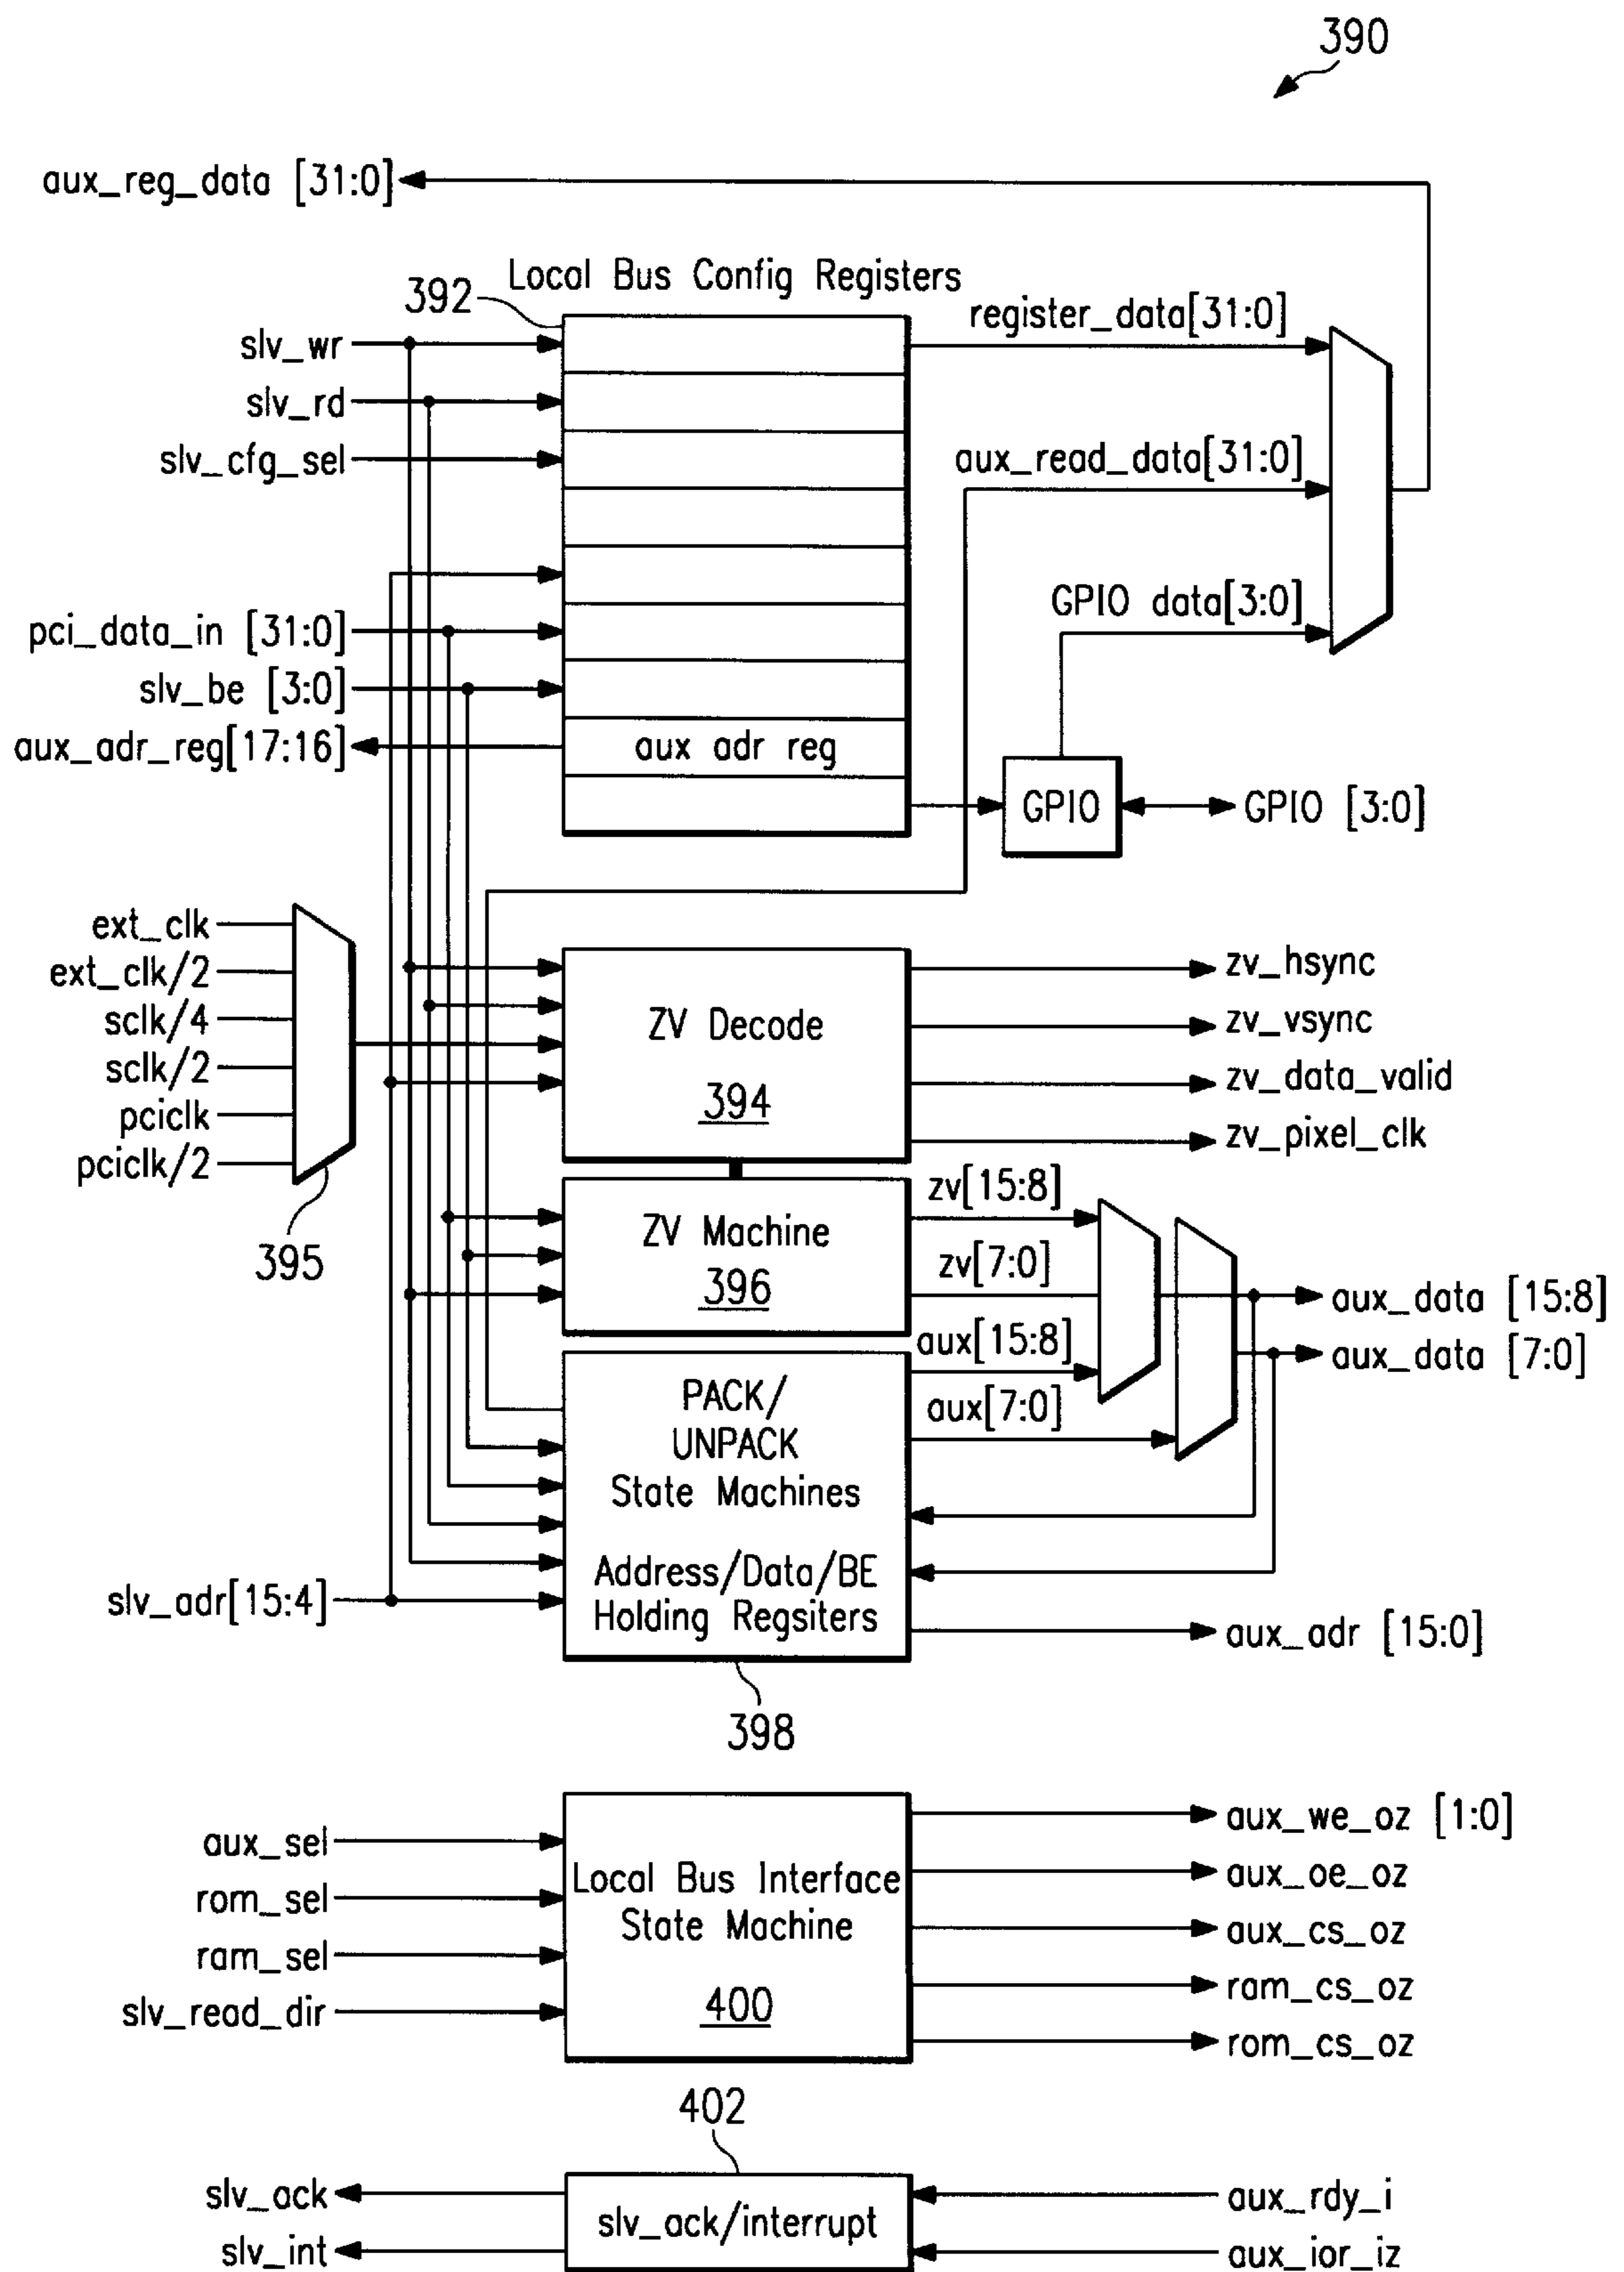 390
aux_reg_data [31:0]
Local Bus Config Registers
392
register_data[31:0]
slv_wr
slv_rd
slv_cfg_sel
aux_read_data[31:0]
GPIO data[3:0]
pci_data_in [31:0]
slv_be [3:0]
aux_adr_reg[17:16]
aux adr reg
GPIO
GPIO [3:0]
ext_clk
ext_clk/2
sclk/4
sclk/2
pciclk
pciclk/2
395
ZV Decode
394
zv_hsync
zv_vsync
zv_data_valid
zv_pixel_clk
ZV Machine
396
zv[15:8]
zv[7:0]
aux[15:8]
aux[7:0]
aux_data [15:8]
aux_data [7:0]
PACK/
UNPACK
State Machines
Address/Data/BE
Holding Regsiters
slv_adr[15:4]
aux_adr [15:0]
398
aux_sel
rom_sel
ram_sel
slv_read_dir
Local Bus Interface
State Machine
400
aux_we_oz [1:0]
aux_oe_oz
aux_cs_oz
ram_cs_oz
rom_cs_oz
402
slv_ack
slv_int
slv_ack/interrupt
aux_rdy_i
aux_ior_iz